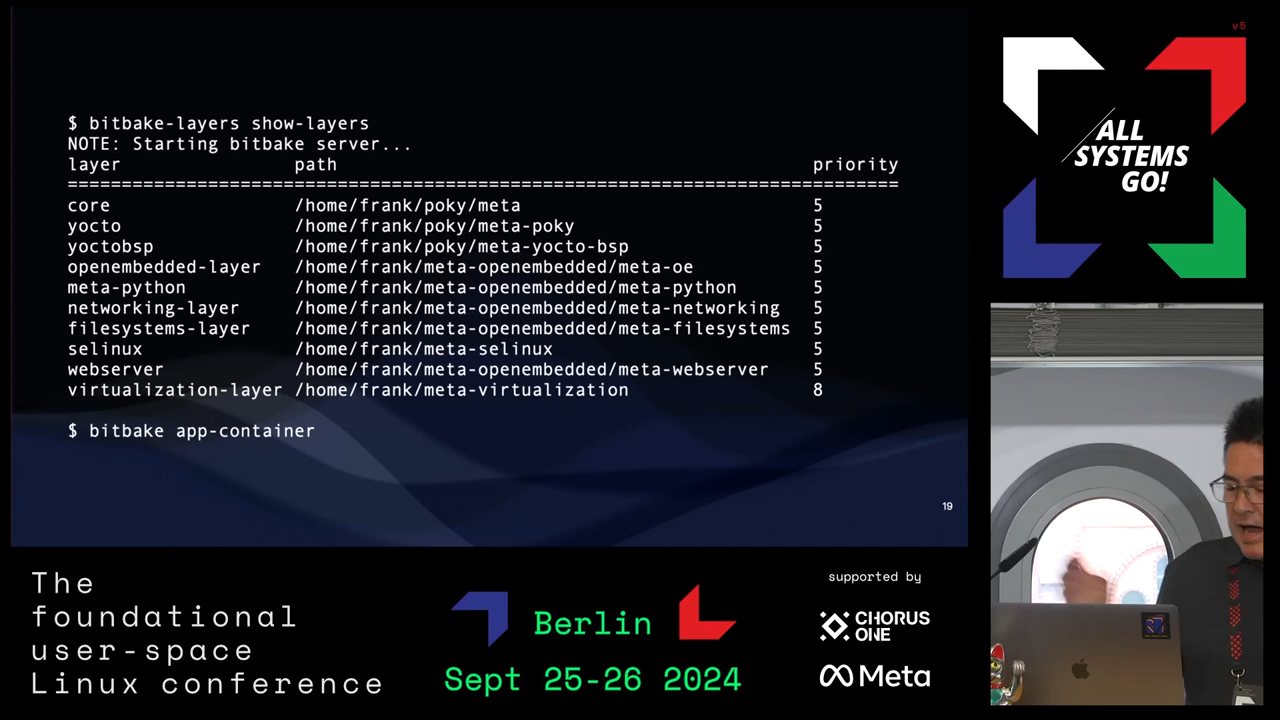 $ bitbake-layers show-layers
NOTE: Starting bitbake server...
layer path priority
=============================================================================
core /home/frank/poky/meta 5
yocto /home/frank/poky/meta-poky 5
yoctobsp /home/frank/poky/meta-yocto-bsp 5
openembedded-layer /home/frank/meta-openembedded/meta-oe 5
meta-python /home/frank/meta-openembedded/meta-python 5
networking-layer /home/frank/meta-openembedded/meta-networking 5
filesystems-layer /home/frank/meta-openembedded/meta-filesystems 5
selinux /home/frank/meta-selinux 5
webserver /home/frank/meta-openembedded/meta-webserver 5
virtualization-layer /home/frank/meta-virtualization 8
$ bitbake app-container
19
v5
ALL
SYSTEMS
GO!
The
foundational
user-space
Linux conference
Berlin
Sept 25-26 2024
supported by
CHORUS
ONE
Meta